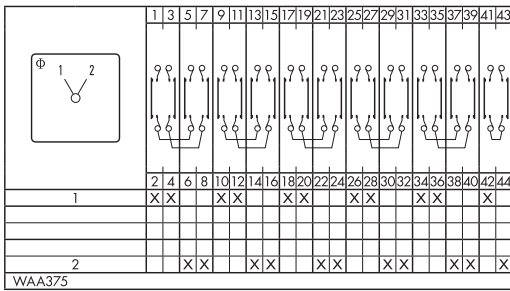 1 3 5 7 9 11 13 15 17 19 21 23 25 27 29 31 33 35 37 39 41 43
Φ 1 2
2 4 6 8 10 12 14 16 18 20 22 24 26 28 30 32 34 36 38 40 42 44
1 X X X X X X X X X X X
2 X X X X X X X X X X X
WAA375